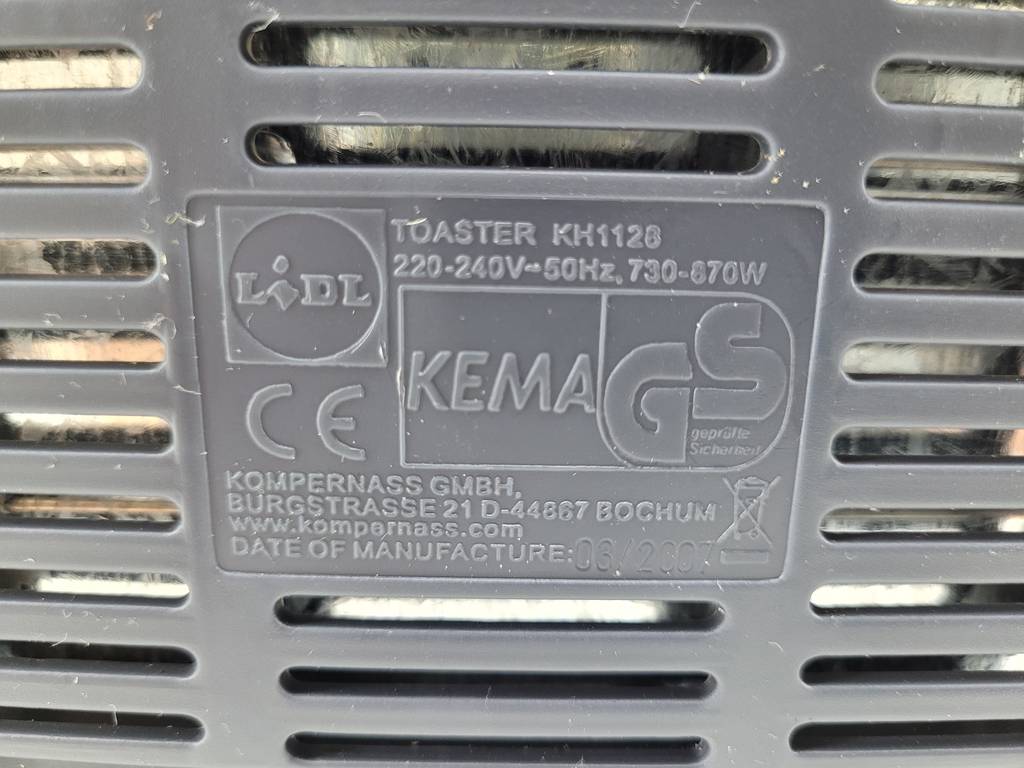 LiDL
TOASTER KH1128
220-240V~50Hz, 730-870W
KEMA
GS
geprüfte
Sicherheit
CE
KOMPERNASS GMBH,
BURGSTRASSE 21 D-44867 BOCHUM
www.kompernass.com
DATE OF MANUFACTURE: 06/2007